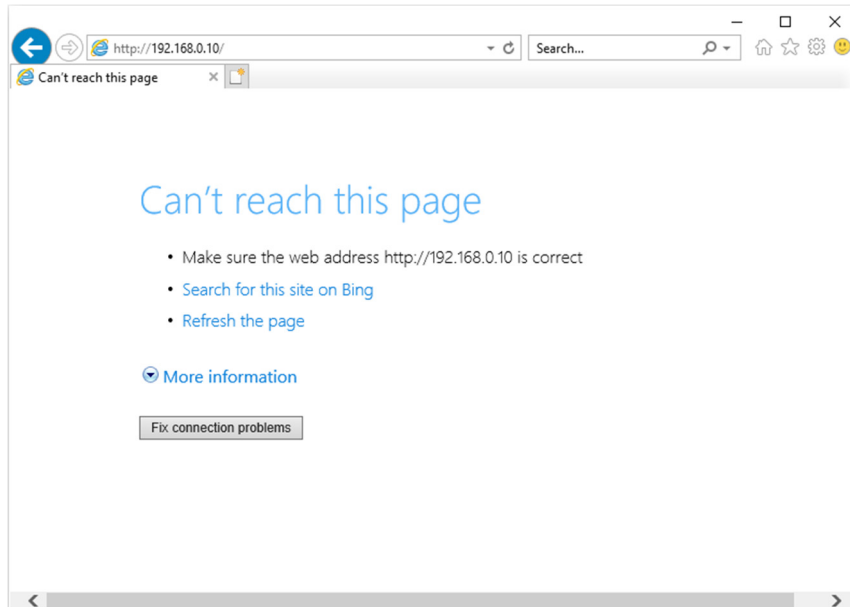 http://192.168.0.10/
Search...
Can't reach this page
Can't reach this page
• Make sure the web address http://192.168.0.10 is correct
• Search for this site on Bing
• Refresh the page
More information
Fix connection problems